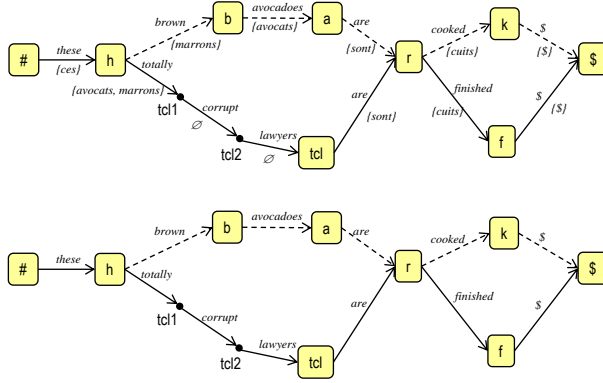 brown
avocadoes
b
a
are
cooked
k
$
{marrons}
{avocats}
{sont}
{cuits}
{$}
#
these
{ces}
h
totally
r
$
{avocats, marrons}
tcl1
corrupt
∅
are
{sont}
finished
{cuits}
$
{$}
tcl2
lawyers
∅
tcl
f
brown
avocadoes
b
a
are
cooked
k
$
#
these
h
totally
r
$
tcl1
corrupt
are
finished
$
tcl2
lawyers
tcl
f